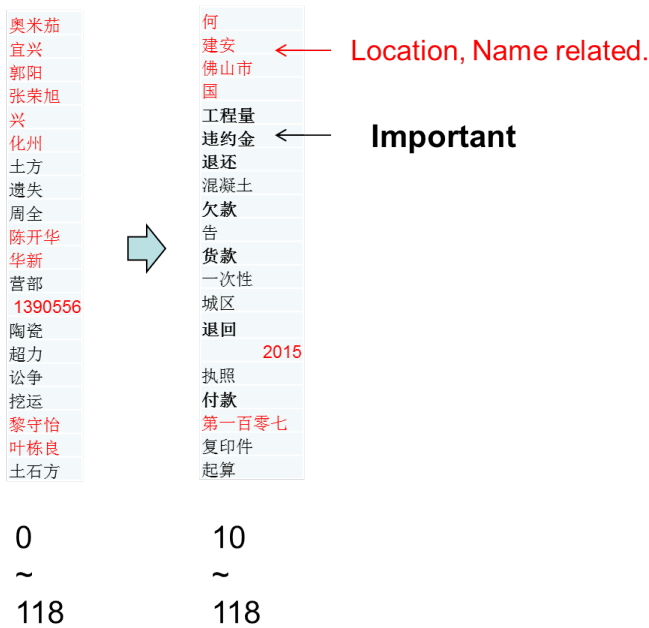 奥米茄
宜兴
郭阳
张荣旭
兴
化州
土方
遗失
周全
陈开华
华新
营部
1390556
陶瓷
超力
讼争
挖运
黎守怡
叶栋良
土石方
0
~
118
何
建安
佛山市
国
工程量
违约金
退还
混凝土
欠款
告
货款
一次性
城区
退回
2015
执照
付款
第一百零七
复印件
起算
10
~
118
Location, Name related.
Important